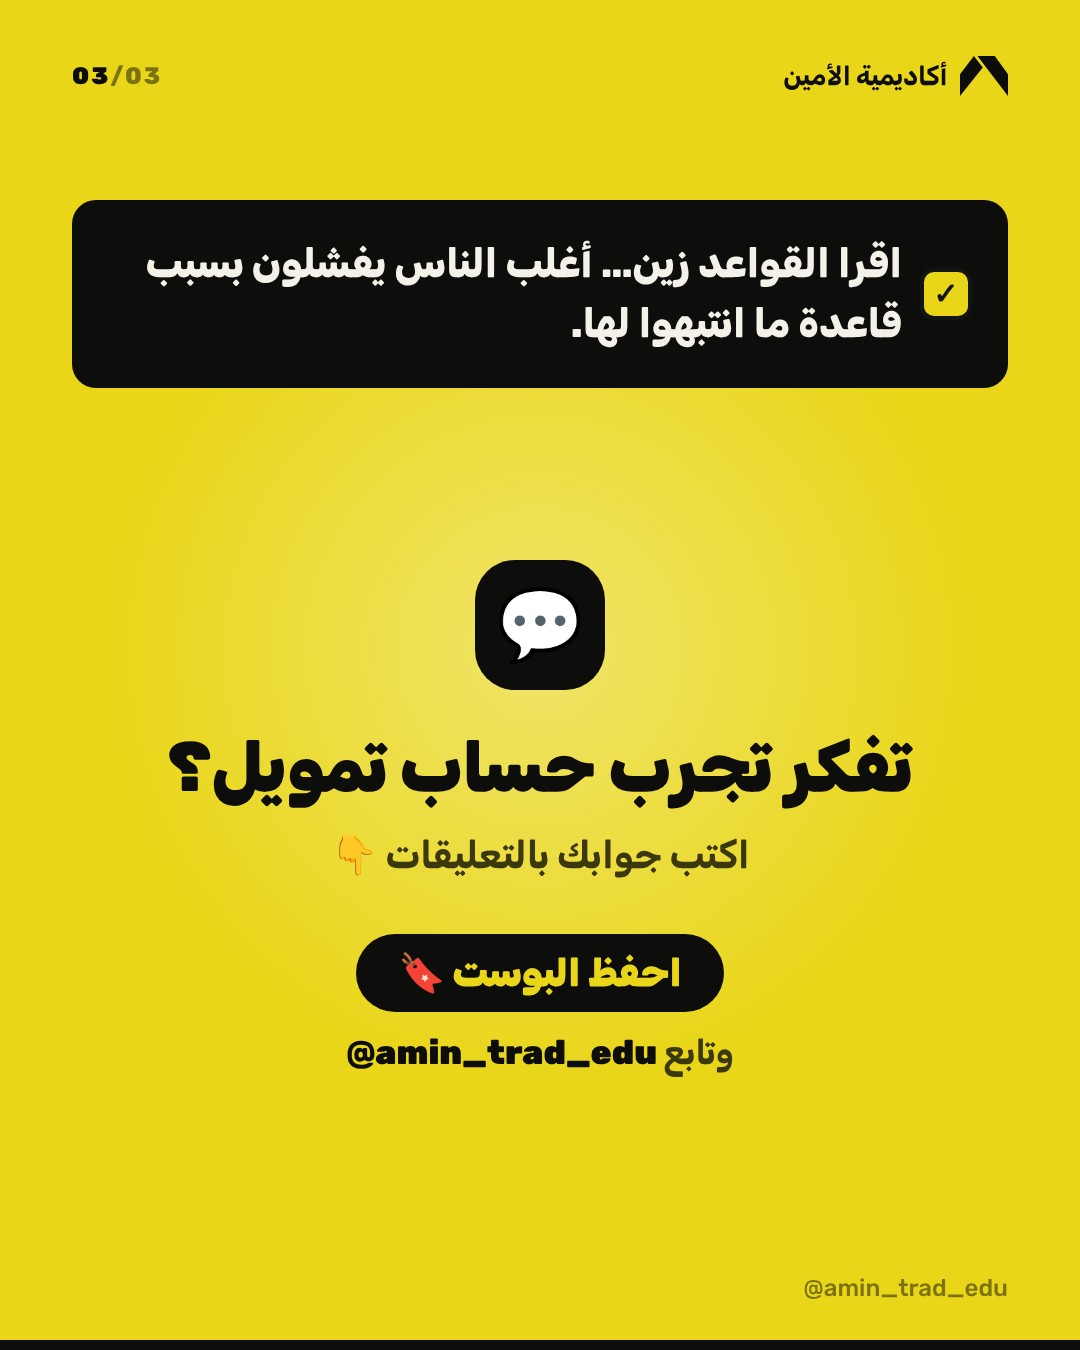 أكاديمية الأمين
03/03
اقرا القواعد زين... أغلب الناس يفشلون بسبب
قاعدة ما انتبهوا لها.
تفكر تجرب حساب تمويل؟
اكتب جوابك بالتعليقات 👇
احفظ البوست 🔖
وتابع @amin_trad_edu
@amin_trad_edu